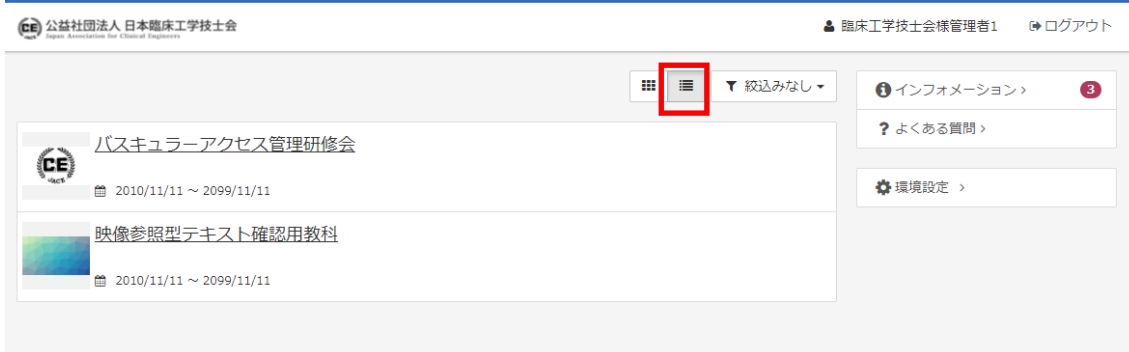 公益社団法人 日本臨床工学技士会
Japan Association for Clinical Engineers
臨床工学技士会様管理者1
ログアウト
絞込みなし
インフォメーション
3
よくある質問
環境設定
CE
JACE
バスキュラーアクセス管理研修会
2010/11/11 ～ 2099/11/11
映像参照型テキスト確認用教科
2010/11/11 ～ 2099/11/11